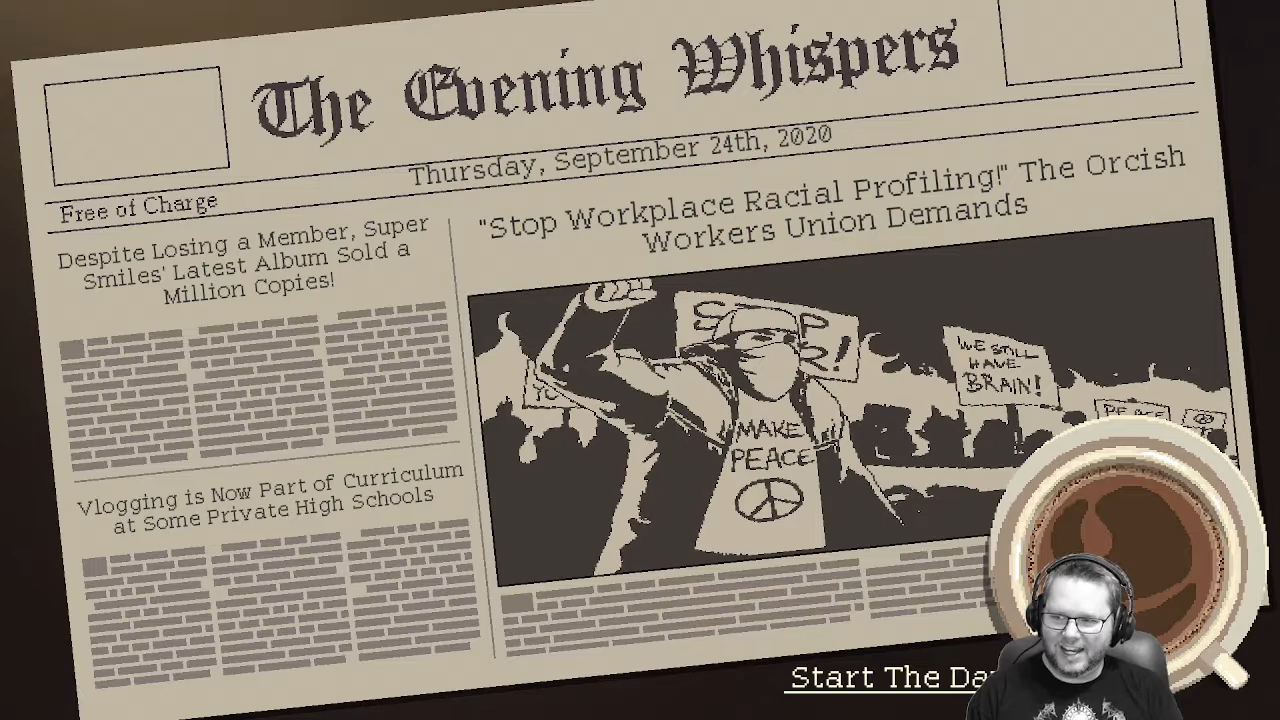 The Evening Whispers
Thursday, September 24th, 2020
Free of Charge
Despite Losing a Member, Super
Smiles' Latest Album Sold a
Million Copies!
Vlogging is Now Part of Curriculum
at Some Private High Schools
"Stop Workplace Racial Profiling!" The Orcish
Workers Union Demands
STOP
WE STILL
HAVE
BRAIN!
PEACE
MAKE
PEACE
Start The